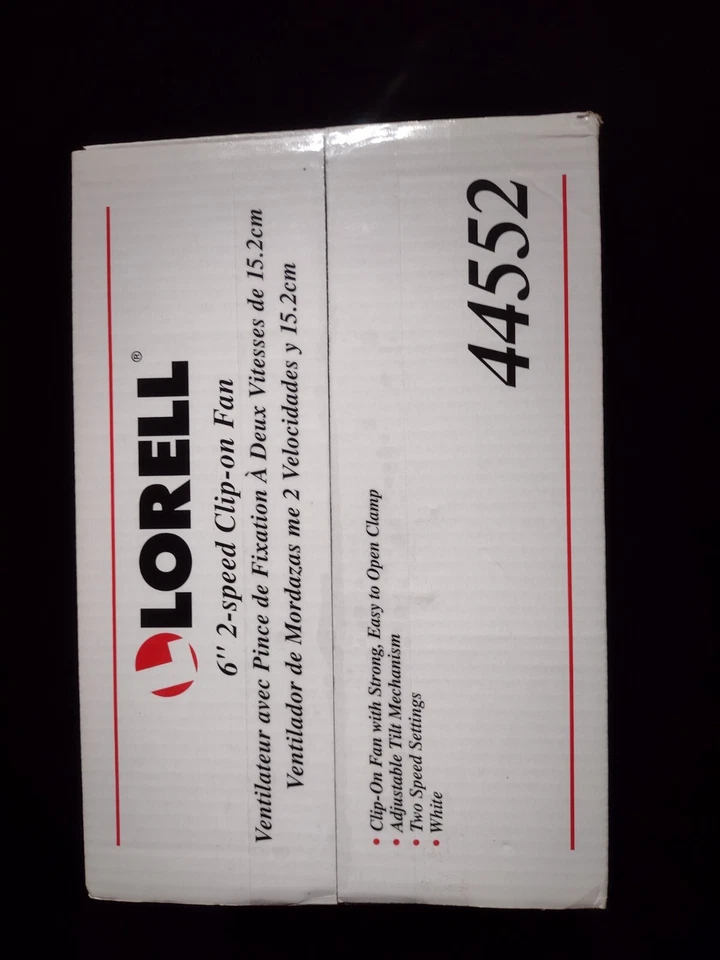 LORELL®
6" 2-speed Clip-on Fan
Ventilateur avec Pince de Fixation À Deux Vitesses de 15.2cm
Ventilador de Mordazas me 2 Velocidades y 15.2cm
• Clip-On Fan with Strong, Easy to Open Clamp
• Adjustable Tilt Mechanism
• Two Speed Settings
• White
44552